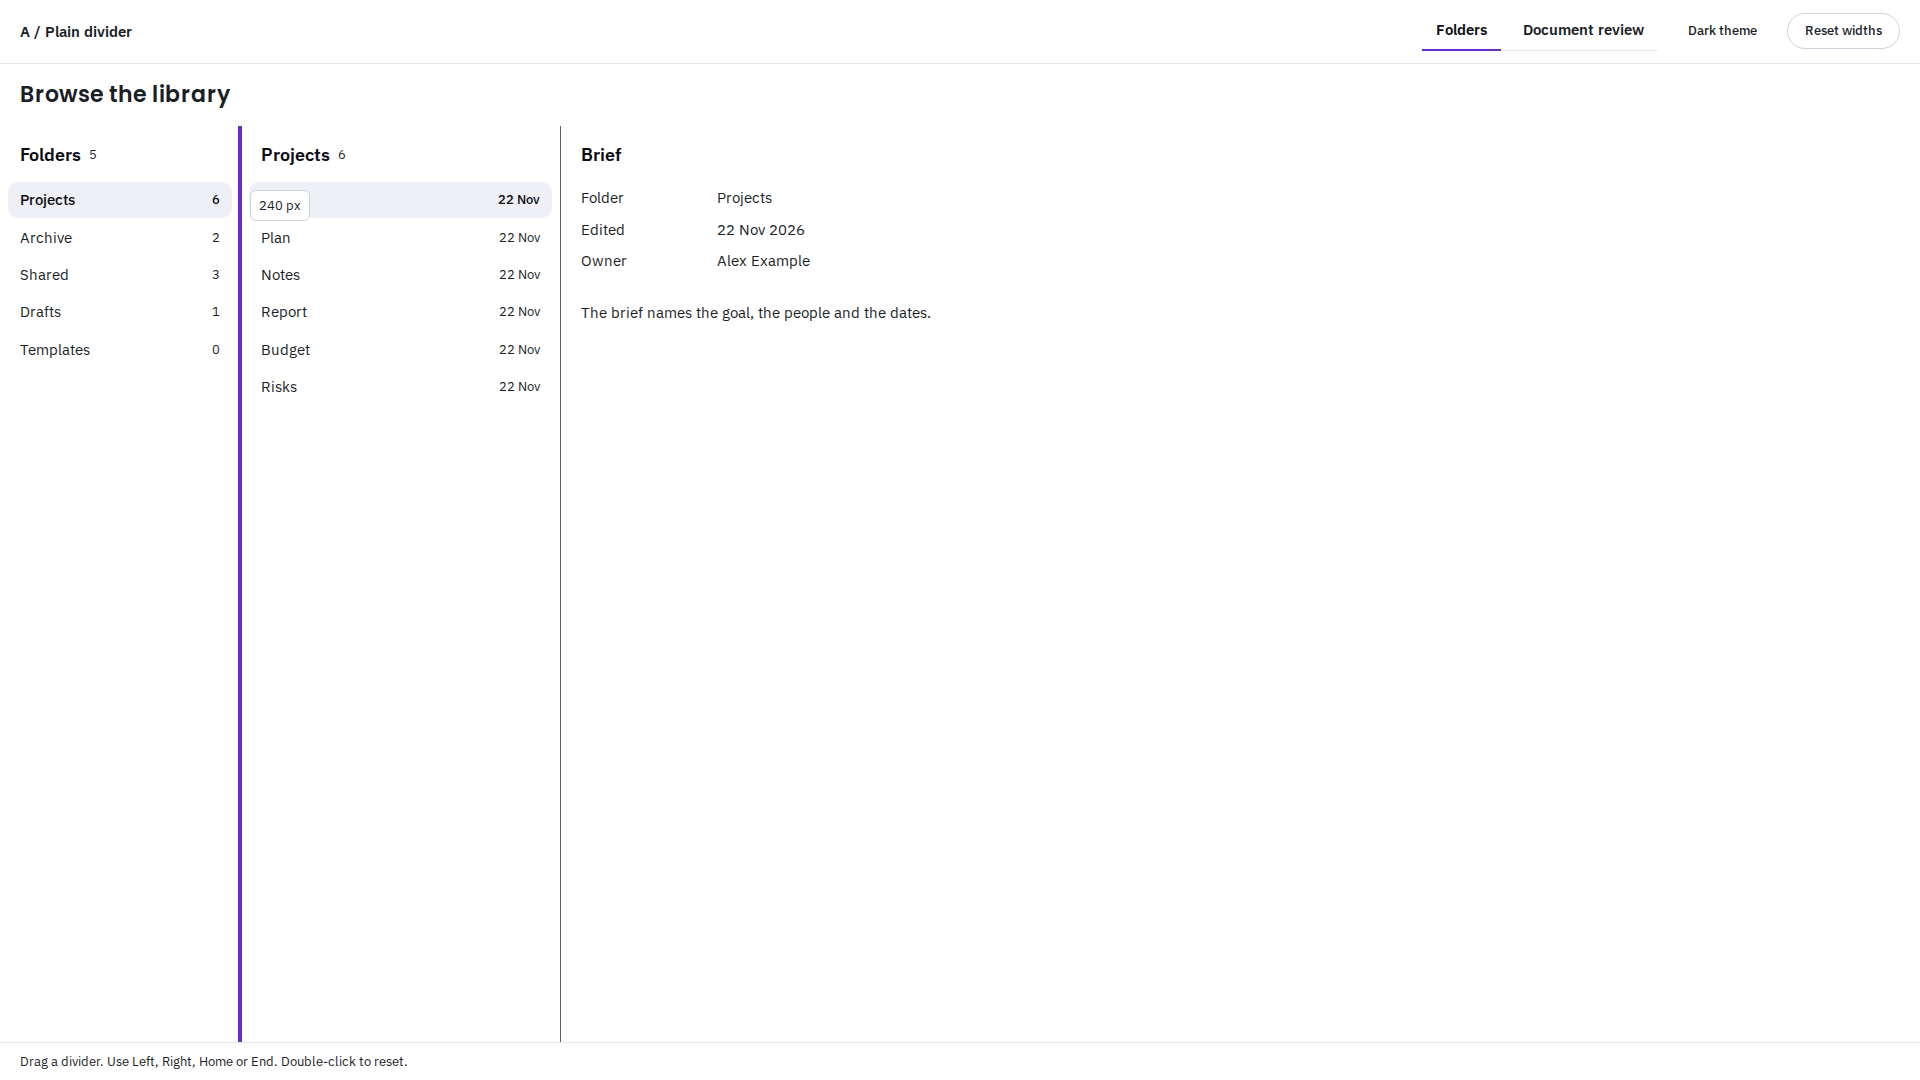 A / Plain divider
Folders
Document review
Dark theme
Reset widths
Browse the library
Folders 5
Projects 6
Archive 2
Shared 3
Drafts 1
Templates 0
Projects 6
240 px
22 Nov
Plan 22 Nov
Notes 22 Nov
Report 22 Nov
Budget 22 Nov
Risks 22 Nov
Brief
Folder Projects
Edited 22 Nov 2026
Owner Alex Example
The brief names the goal, the people and the dates.
Drag a divider. Use Left, Right, Home or End. Double-click to reset.